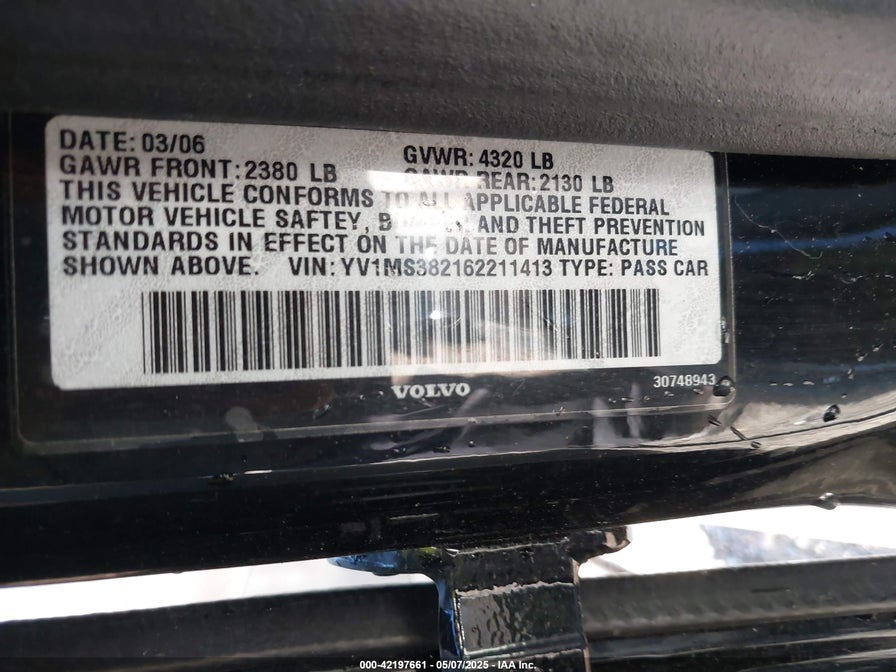 DATE: 03/06 GVWR: 4320 LB
GAWR FRONT: 2380 LB GAWR REAR: 2130 LB
THIS VEHICLE CONFORMS TO ALL APPLICABLE FEDERAL
MOTOR VEHICLE SAFTEY, AND THEFT PREVENTION
STANDARDS IN EFFECT ON THE DATE OF MANUFACTURE
SHOWN ABOVE. VIN: YV1MS382162211413 TYPE: PASS CAR
VOLVO
30748943
000-42197661 - 05/07/2025 - IAA Inc.